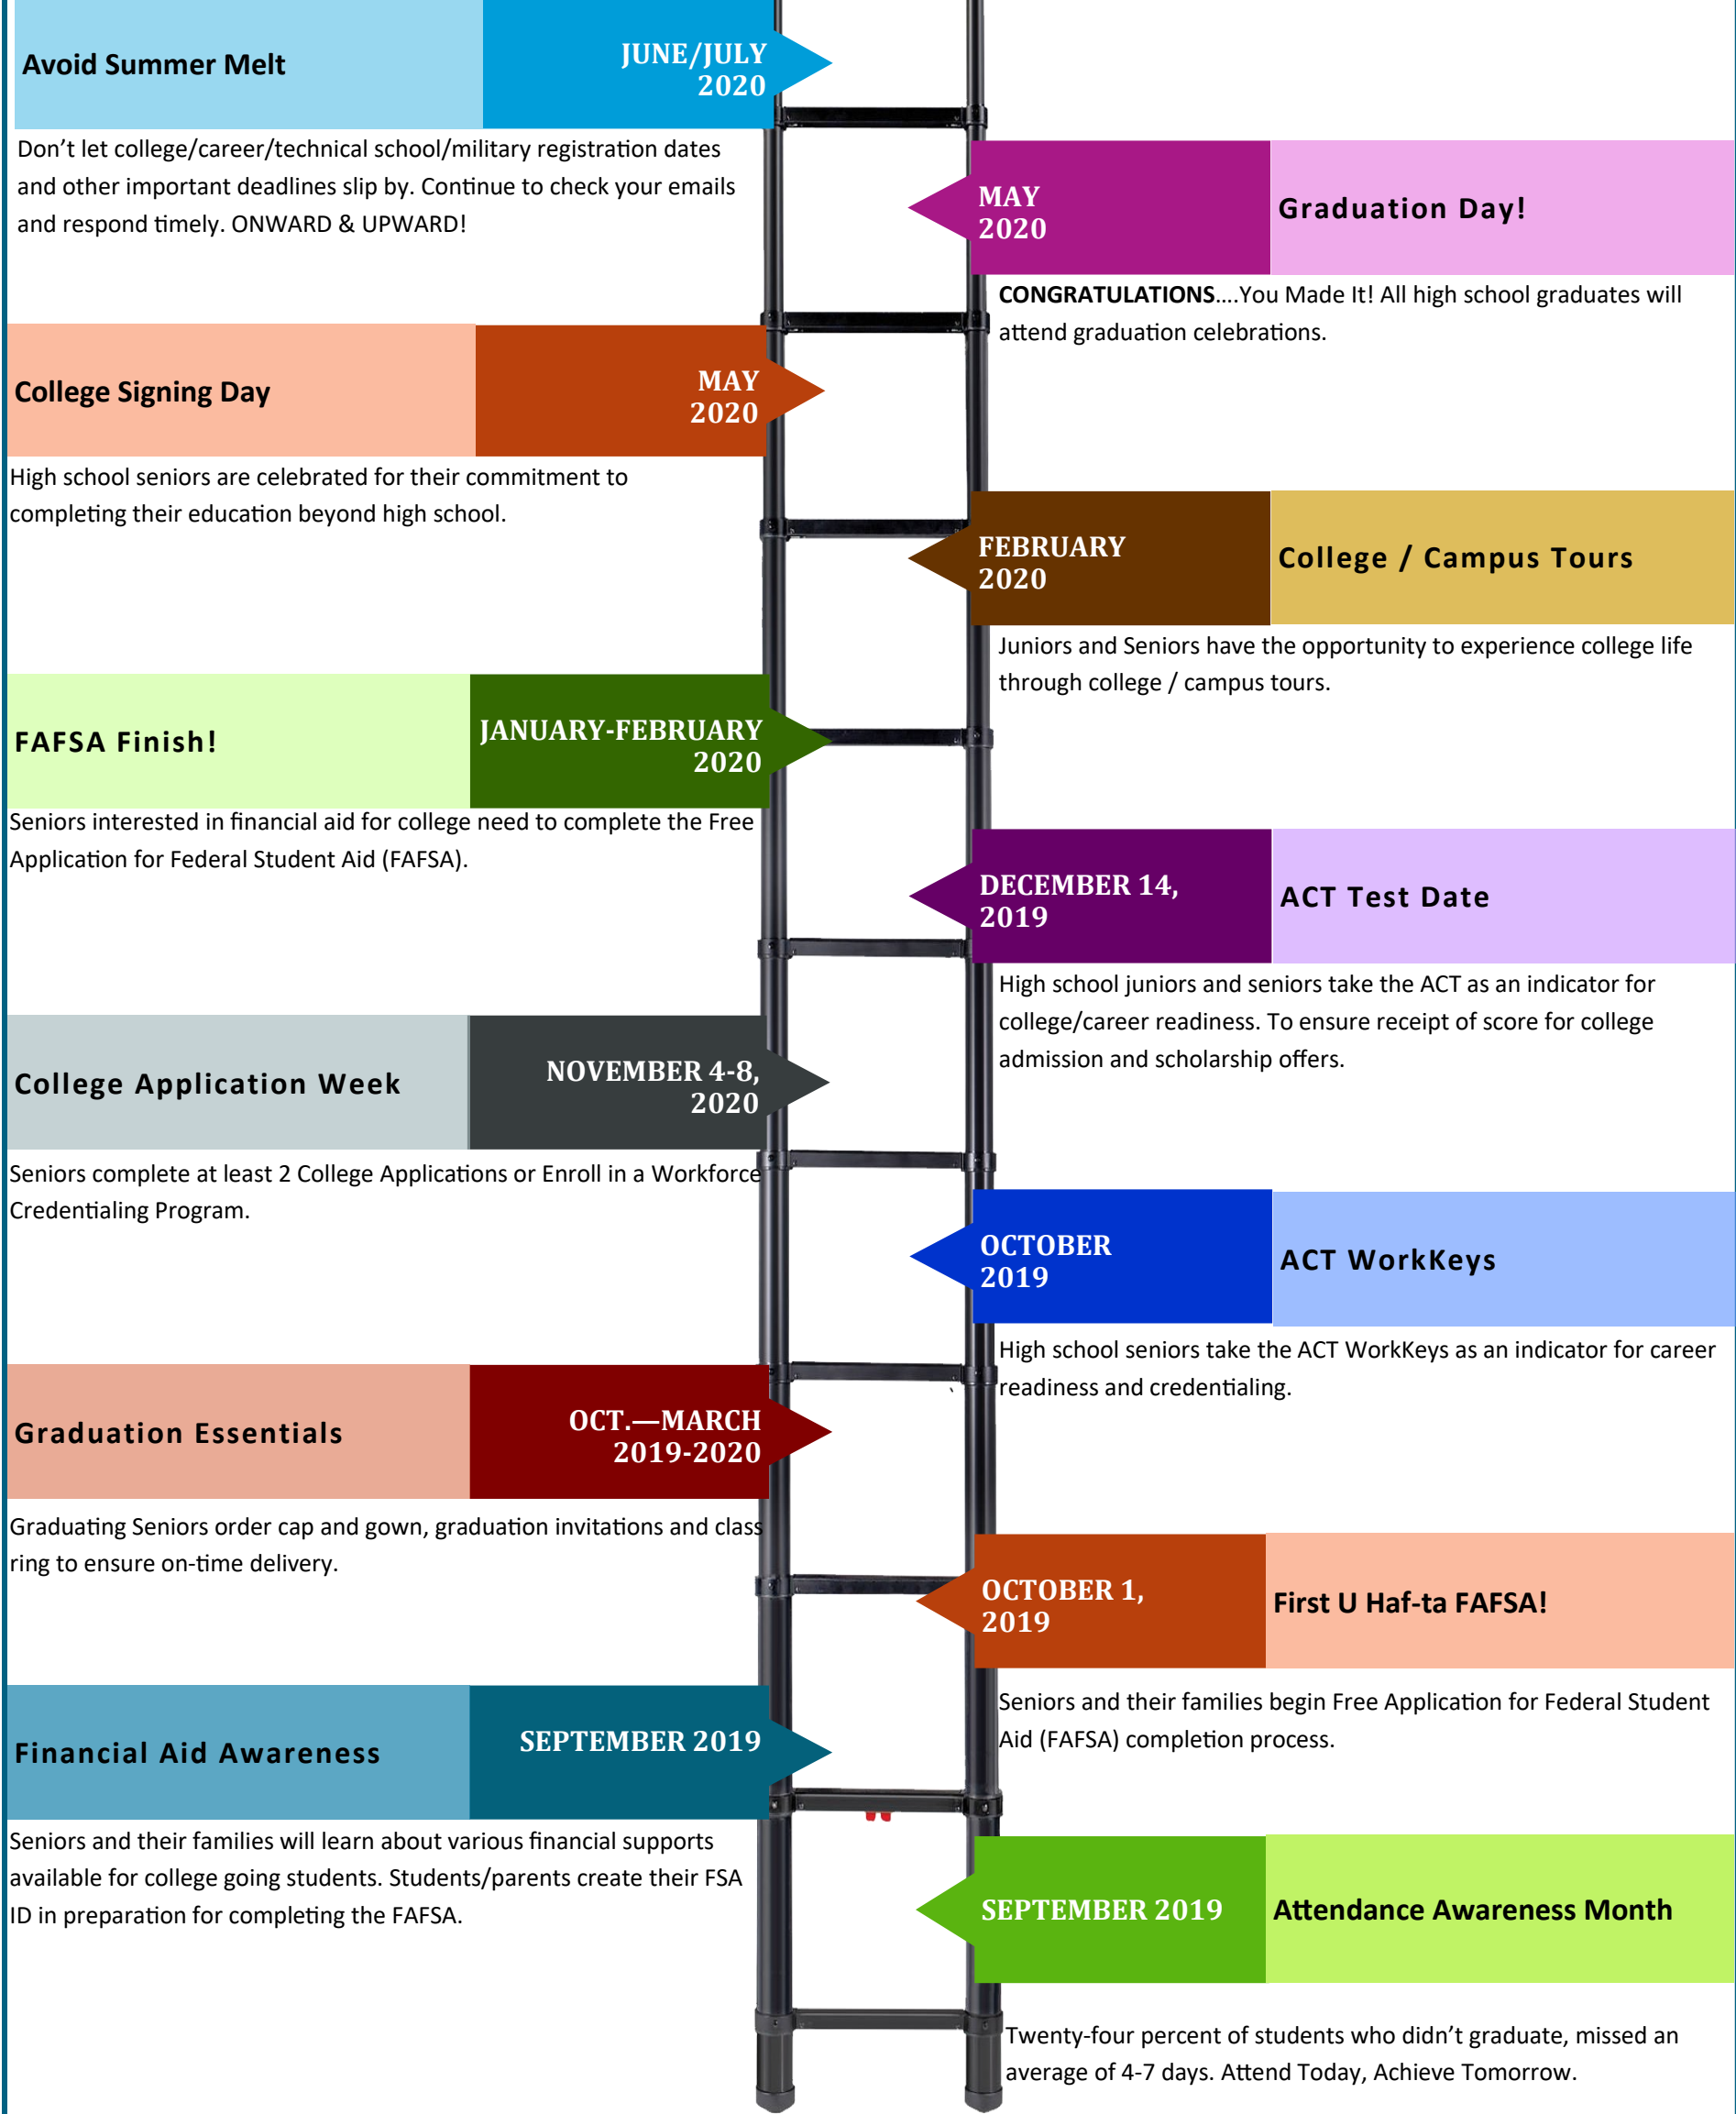 Avoid Summer Melt
JUNE/JULY
2020
Don’t let college/career/technical school/military registration dates
and other important deadlines slip by. Continue to check your emails
and respond timely. ONWARD & UPWARD!
MAY
2020
Graduation Day!
CONGRATULATIONS....You Made It! All high school graduates will
attend graduation celebrations.
College Signing Day
MAY
2020
High school seniors are celebrated for their commitment to
completing their education beyond high school.
FEBRUARY
2020
College / Campus Tours
Juniors and Seniors have the opportunity to experience college life
through college / campus tours.
FAFSA Finish!
JANUARY-FEBRUARY
2020
Seniors interested in financial aid for college need to complete the Free
Application for Federal Student Aid (FAFSA).
DECEMBER 14,
2019
ACT Test Date
High school juniors and seniors take the ACT as an indicator for
college/career readiness. To ensure receipt of score for college
admission and scholarship offers.
College Application Week
NOVEMBER 4-8,
2020
Seniors complete at least 2 College Applications or Enroll in a Workforce
Credentialing Program.
OCTOBER
2019
ACT WorkKeys
High school seniors take the ACT WorkKeys as an indicator for career
readiness and credentialing.
Graduation Essentials
OCT.—MARCH
2019-2020
Graduating Seniors order cap and gown, graduation invitations and class
ring to ensure on-time delivery.
OCTOBER 1,
2019
First U Haf-ta FAFSA!
Seniors and their families begin Free Application for Federal Student
Aid (FAFSA) completion process.
Financial Aid Awareness
SEPTEMBER 2019
Seniors and their families will learn about various financial supports
available for college going students. Students/parents create their FSA
ID in preparation for completing the FAFSA.
SEPTEMBER 2019
Attendance Awareness Month
Twenty-four percent of students who didn’t graduate, missed an
average of 4-7 days. Attend Today, Achieve Tomorrow.